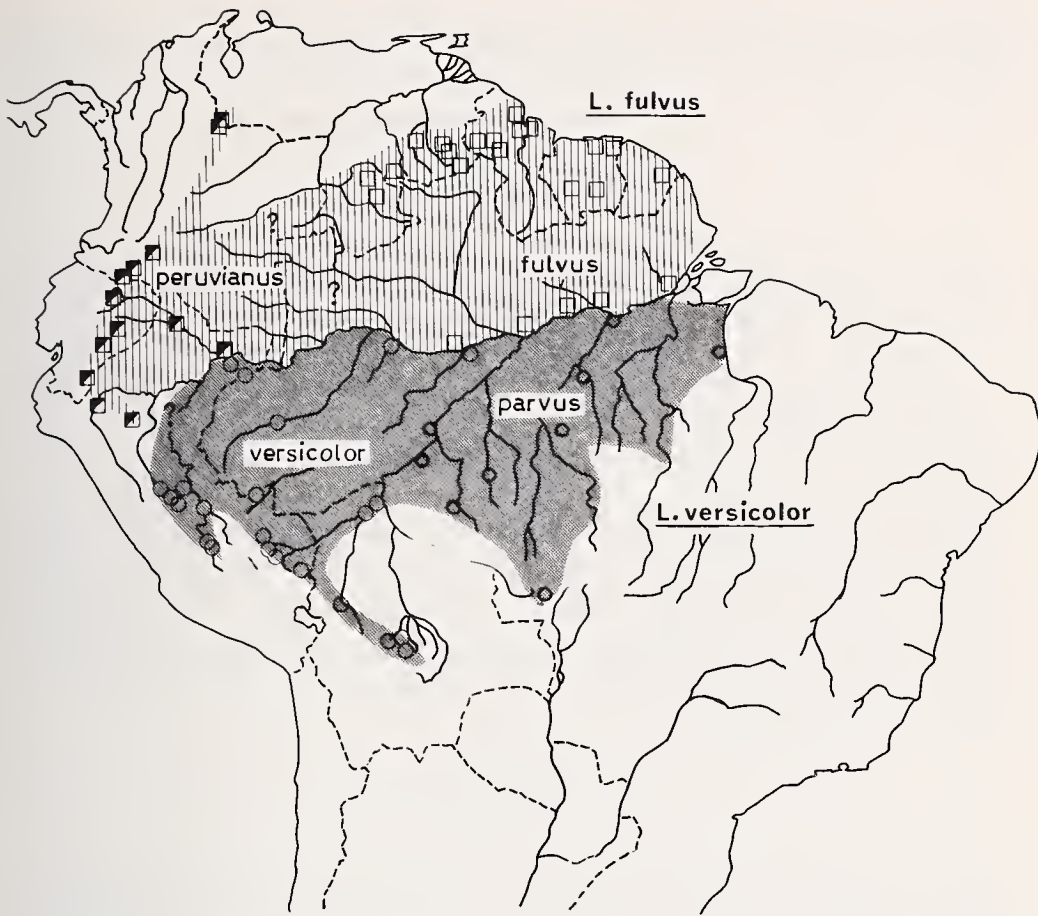 L. fulvus
?
peruvianus
fulvus
?
parvus
versicolor
L. versicolor